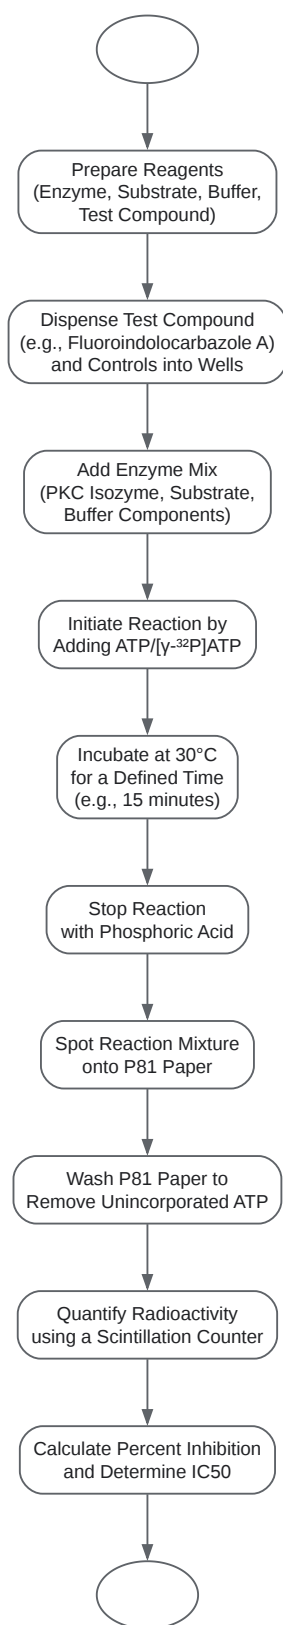 Prepare Reagents
(Enzyme, Substrate, Buffer,
Test Compound)
Dispense Test Compound
(e.g., Fluoroindolocarbazole A)
and Controls into Wells
Add Enzyme Mix
(PKC Isozyme, Substrate,
Buffer Components)
Initiate Reaction by
Adding ATP/[γ-³²P]ATP
Incubate at 30°C
for a Defined Time
(e.g., 15 minutes)
Stop Reaction
with Phosphoric Acid
Spot Reaction Mixture
onto P81 Paper
Wash P81 Paper to
Remove Unincorporated ATP
Quantify Radioactivity
using a Scintillation Counter
Calculate Percent Inhibition
and Determine IC50